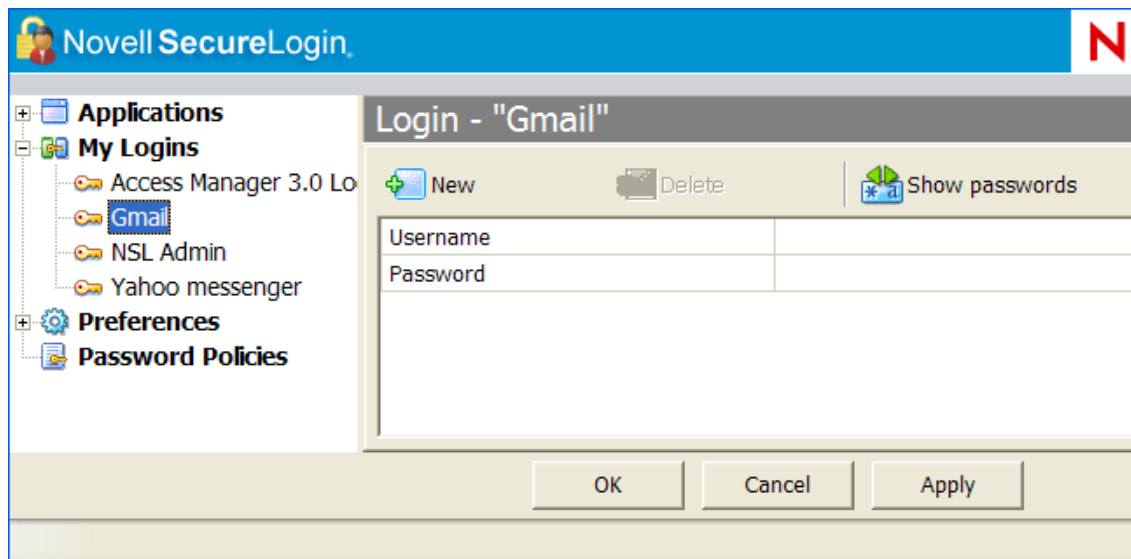 Novell SecureLogin
N
Applications
My Logins
Access Manager 3.0 Lo
Gmail
NSL Admin
Yahoo messenger
Preferences
Password Policies
Login - "Gmail"
New
Delete
Show passwords
Username
Password
OK
Cancel
Apply